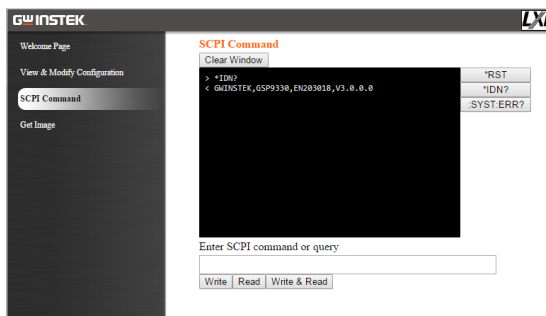 GWINSTEK
LXI
Welcome Page
View & Modify Configuration
SCPI Command
Get Image
SCPI Command
Clear Window
> *IDN?
< GWINSTEK,GSP9330,EN203018,V3.0.0.0
*RST
*IDN?
:SYST:ERR?
Enter SCPI command or query
Write
Read
Write & Read